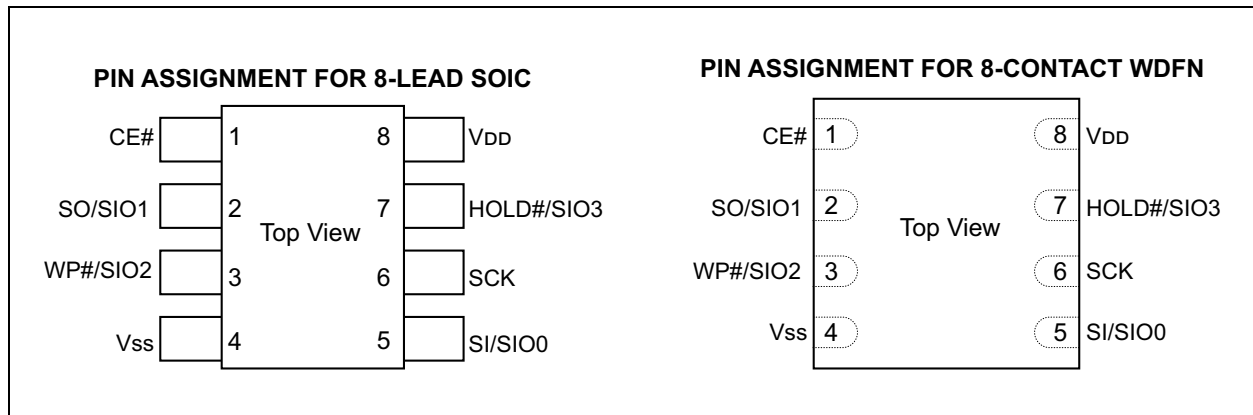 PIN ASSIGNMENT FOR 8-LEAD SOIC
CE# 1 8 VDD
SO/SIO1 2 7 HOLD#/SIO3
Top View
WP#/SIO2 3 6 SCK
Vss 4 5 SI/SIO0
PIN ASSIGNMENT FOR 8-CONTACT WDFN
CE# 1 8 VDD
SO/SIO1 2 7 HOLD#/SIO3
Top View
WP#/SIO2 3 6 SCK
Vss 4 5 SI/SIO0